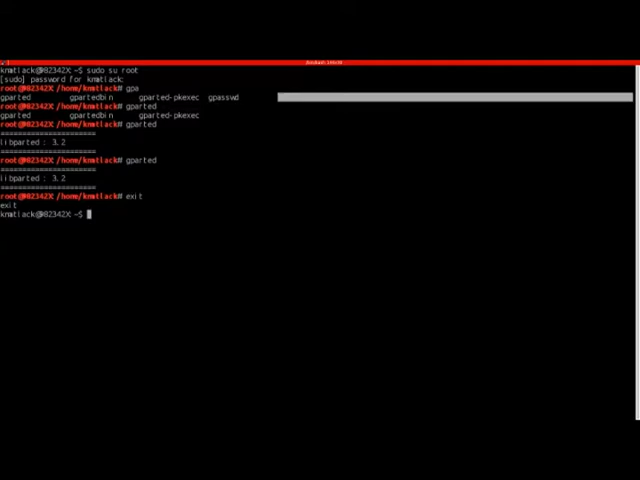 kmatlack@82342X:~$ sudo su root
[sudo] password for kmatlack:
root@82342X:/home/kmatlack# gpa
gparted gpartedbin gparted-pkexec gpasswd
root@82342X:/home/kmatlack# gparted
gparted gpartedbin gparted-pkexec
root@82342X:/home/kmatlack# gparted
======================
libparted : 3.2
======================
root@82342X:/home/kmatlack# gparted
======================
libparted : 3.2
======================
root@82342X:/home/kmatlack# exit
exit
kmatlack@82342X:~$